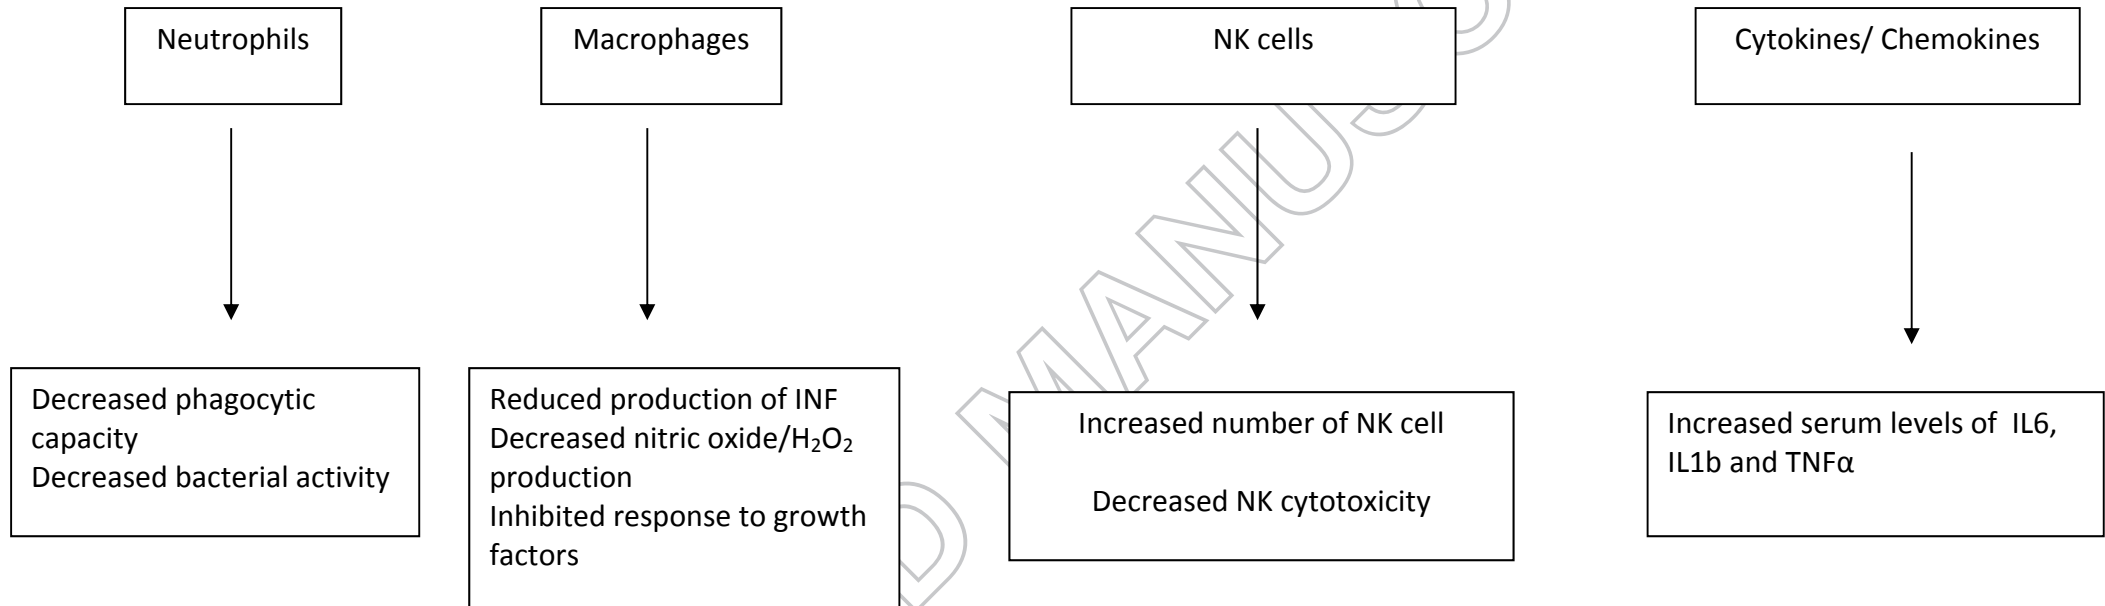 Neutrophils
Macrophages
NK cells
Cytokines/ Chemokines
Decreased phagocytic
capacity
Decreased bacterial activity
Reduced production of INF
Decreased nitric oxide/H₂O₂
production
Inhibited response to growth
factors
Increased number of NK cell
Decreased NK cytotoxicity
Increased serum levels of IL6,
IL1b and TNFα
D MANUS